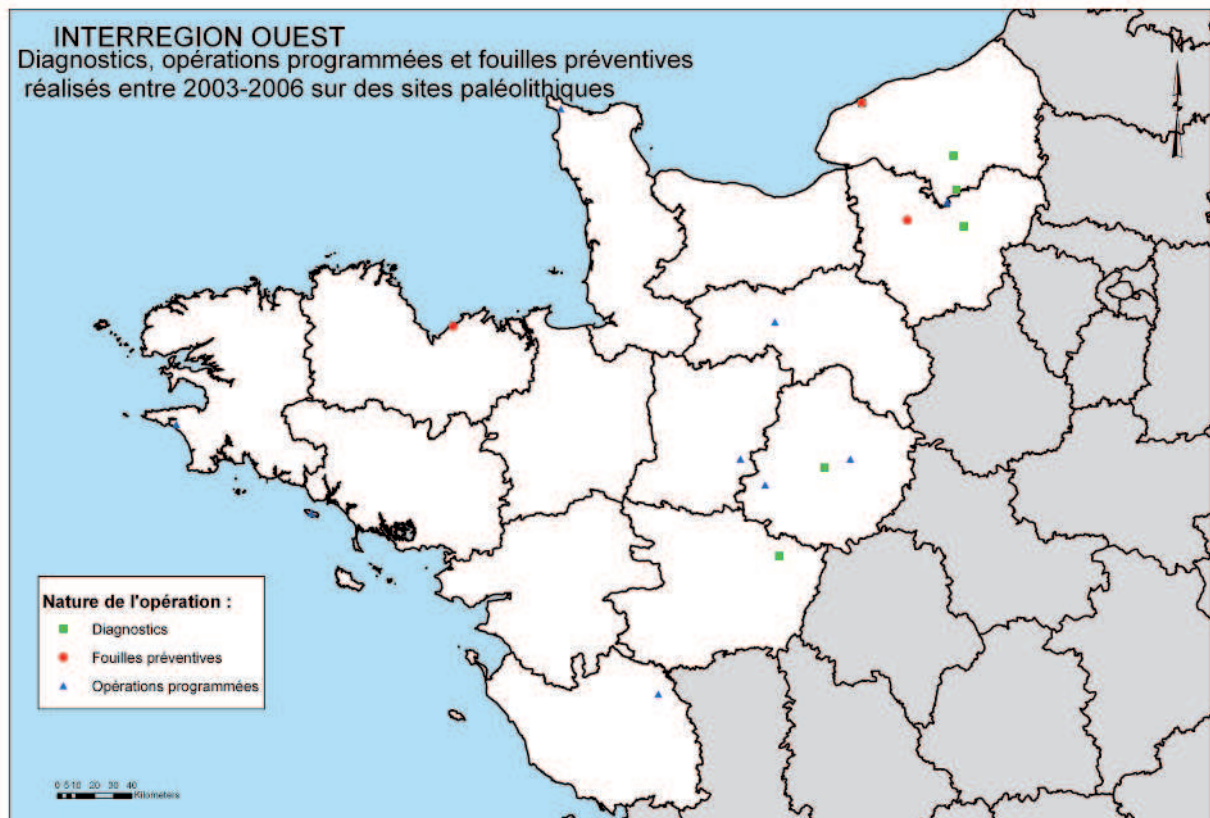 INTERREGION OUEST
Diagnostics, opérations programmées et fouilles préventives
réalisés entre 2003-2006 sur des sites paléolithiques
N
Nature de l'opération :
Diagnostics
Fouilles préventives
Opérations programmées
0 5 10 20 30 40
Kilometers